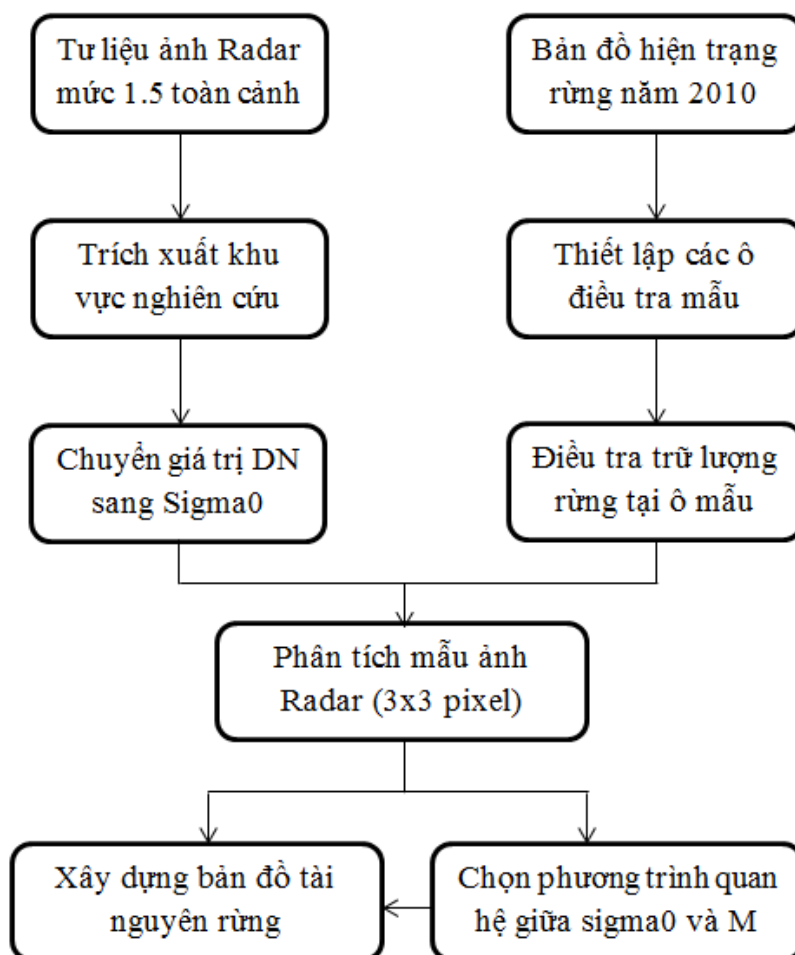 Tư liệu ảnh Radar
mức 1.5 toàn cảnh
Bản đồ hiện trạng
rừng năm 2010
Trích xuất khu
vực nghiên cứu
Thiết lập các ô
điều tra mẫu
Chuyển giá trị DN
sang Sigma0
Điều tra trữ lượng
rừng tại ô mẫu
Phân tích mẫu ảnh
Radar (3x3 pixel)
Xây dựng bản đồ tài
nguyên rừng
Chọn phương trình quan
hệ giữa sigma0 và M